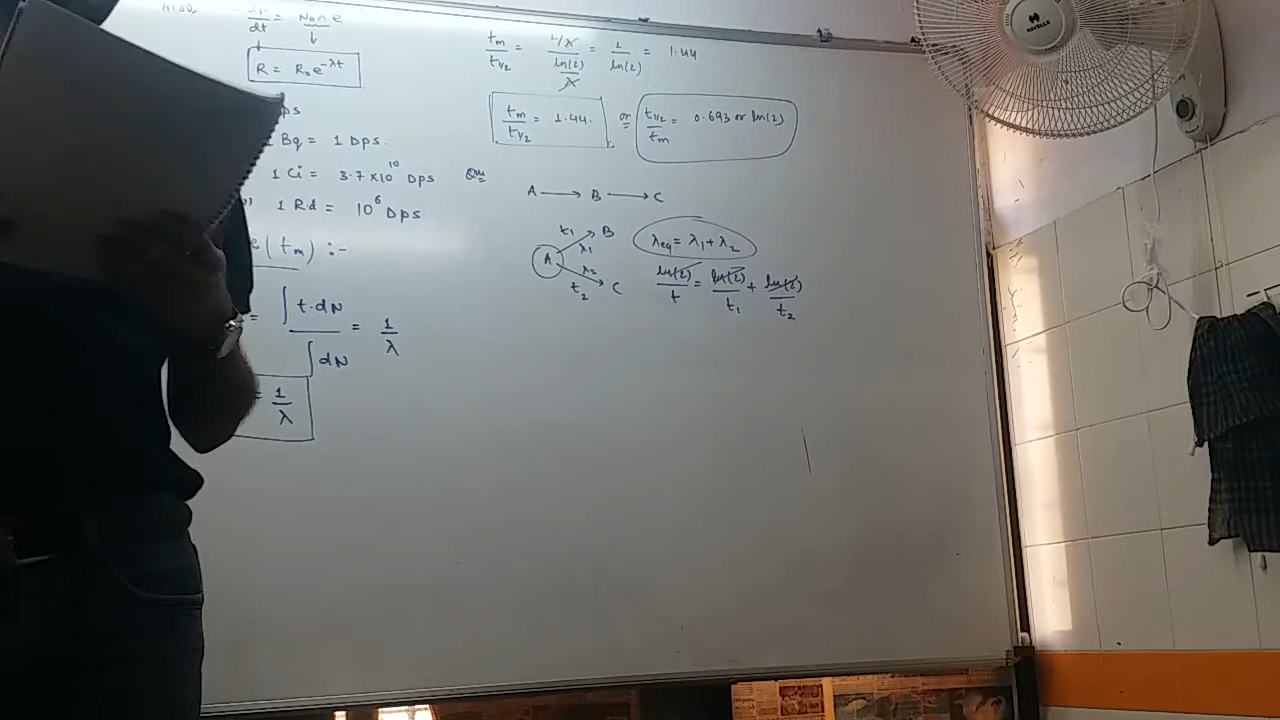 Also,
dt = N₀λe
R = R₀e^-λt
ps
Bq = 1 Dps.
1 Ci = 3.7×10^10 Dps
1 Rd = 10^6 Dps
e(tm) :-
= ∫t·dN / ∫dN = 1/λ
= 1/λ
tm/t1/2 = 1/λ / ln(2)/λ = 1/ln(2) = 1.44
tm/t1/2 = 1.44. or t1/2/tm = 0.693 or ln(2)
Que
A → B → C
t1 B
A λ1
λ2
t2 C
λeq = λ1 + λ2
ln(2)/t = ln(2)/t1 + ln(2)/t2
HAVELLS